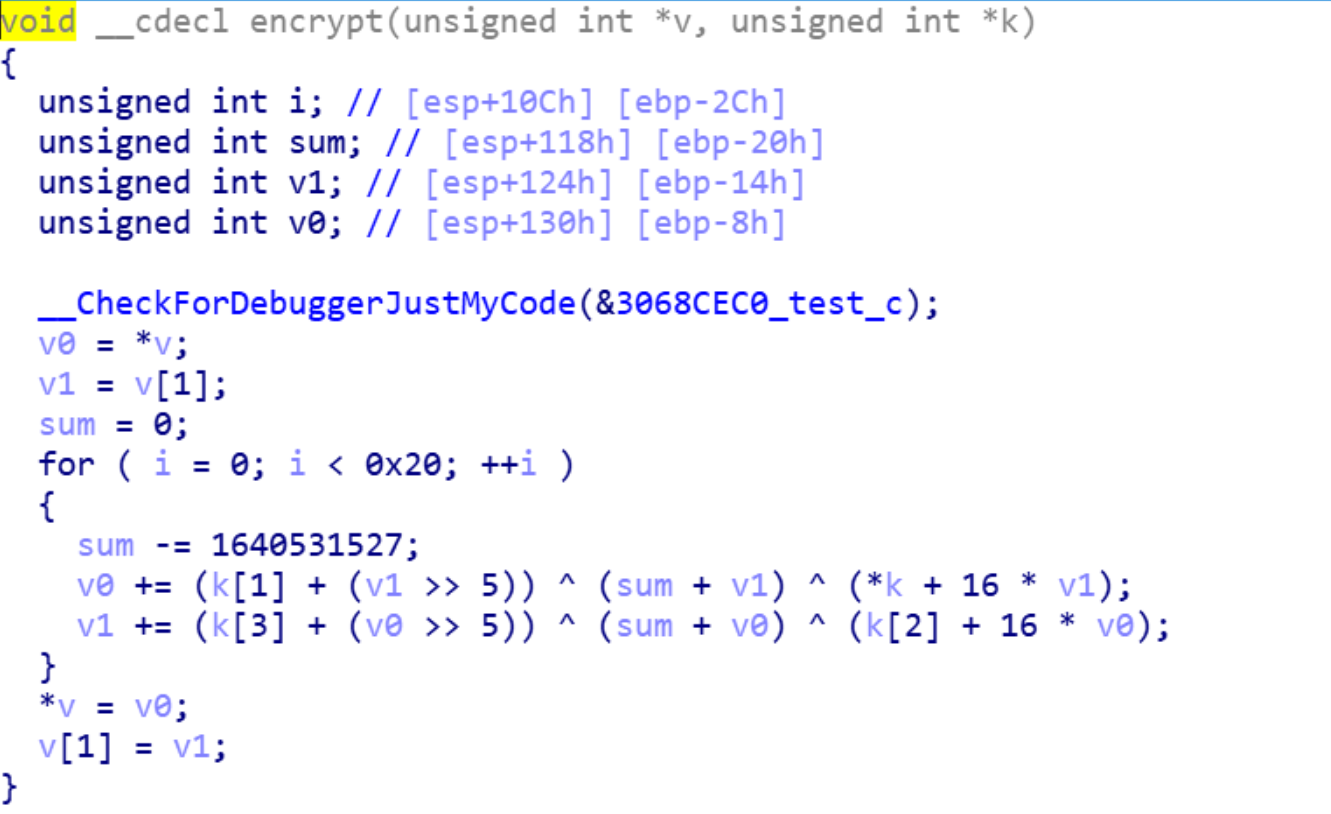 void __cdecl encrypt(unsigned int *v, unsigned int *k)
{
  unsigned int i; // [esp+10Ch] [ebp-2Ch]
  unsigned int sum; // [esp+118h] [ebp-20h]
  unsigned int v1; // [esp+124h] [ebp-14h]
  unsigned int v0; // [esp+130h] [ebp-8h]

  __CheckForDebuggerJustMyCode(&3068CEC0_test_c);
  v0 = *v;
  v1 = v[1];
  sum = 0;
  for ( i = 0; i < 0x20; ++i )
  {
    sum -= 1640531527;
    v0 += (k[1] + (v1 >> 5)) ^ (sum + v1) ^ (*k + 16 * v1);
    v1 += (k[3] + (v0 >> 5)) ^ (sum + v0) ^ (k[2] + 16 * v0);
  }
  *v = v0;
  v[1] = v1;
}